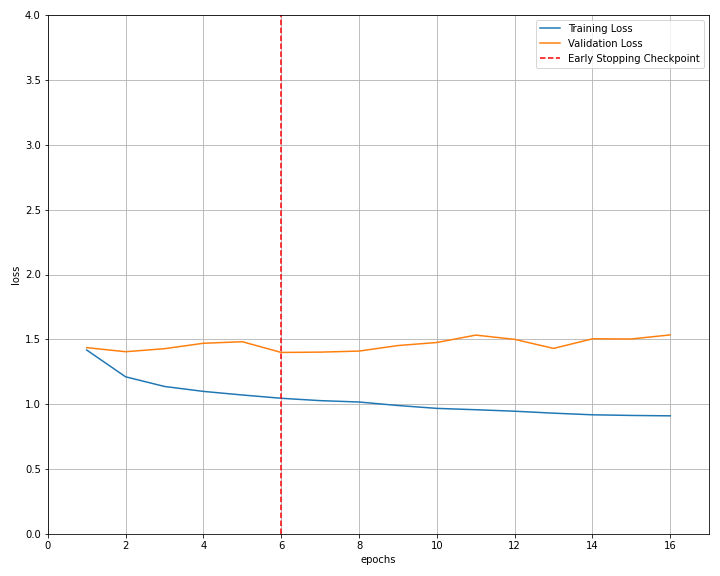 4.0
3.5
3.0
2.5
2.0
1.5
1.0
0.5
0.0
loss
Training Loss
Validation Loss
Early Stopping Checkpoint
0 2 4 6 8 10 12 14 16
epochs